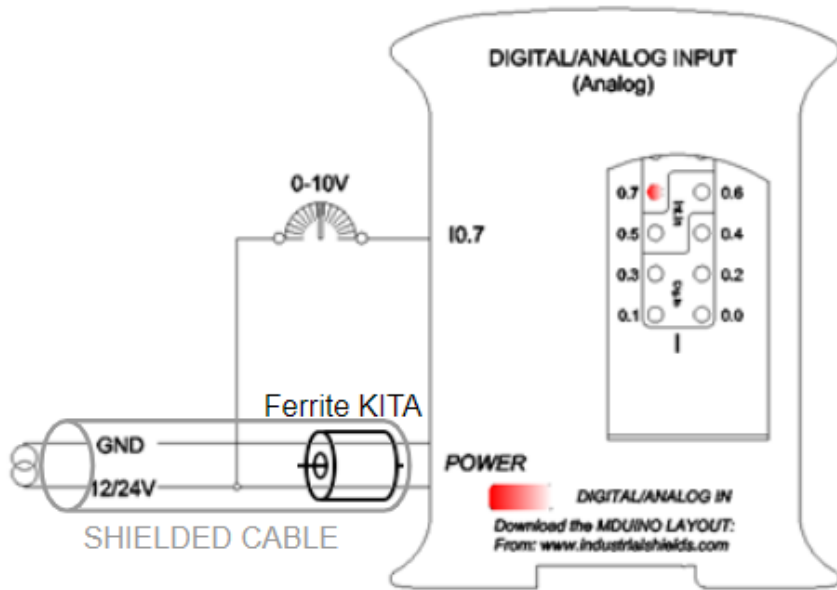 DIGITAL/ANALOG INPUT
(Analog)
0-10V
I0.7
0.7
0.6
0.5
0.4
0.3
0.2
0.1
0.0
I
Ferrite KITA
GND
12/24V
POWER
SHIELDED CABLE
DIGITAL/ANALOG IN
Download the MDUINO LAYOUT:
From: www.industrialshields.com